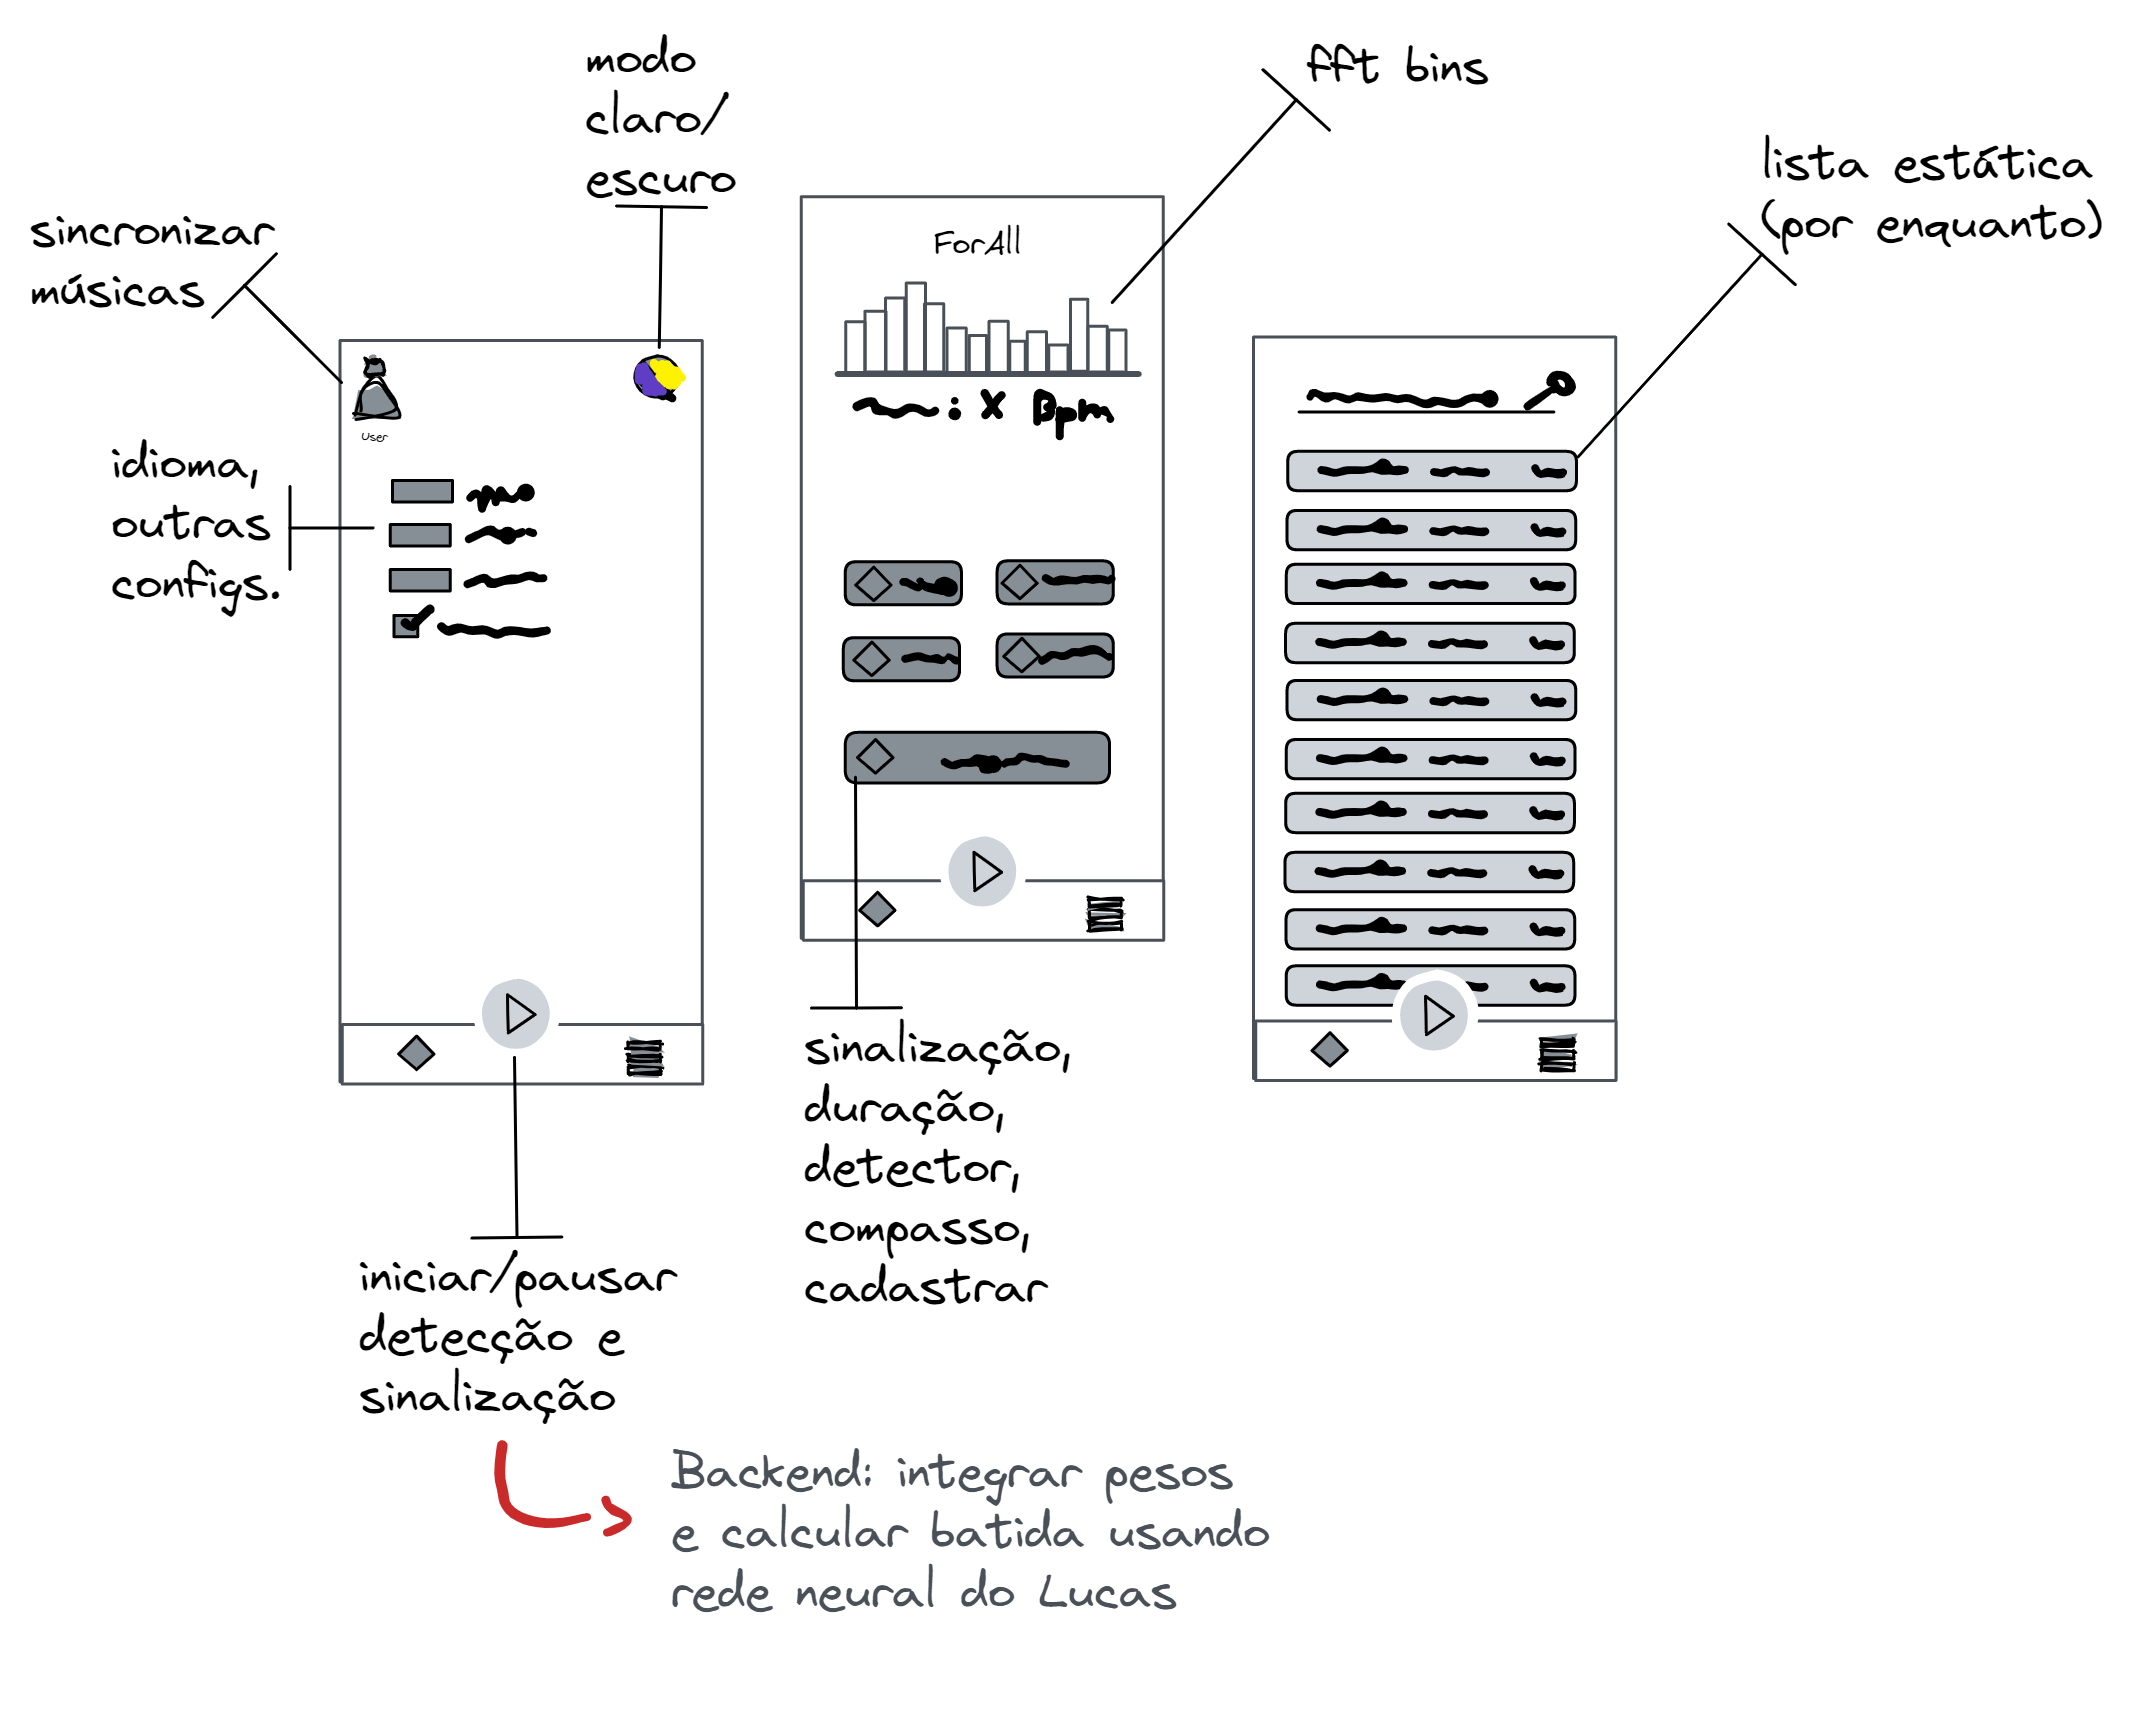 modo
claro/
escuro
fft bins
lista estática
(por enquanto)
sincronizar
músicas
ForAll
: X Bpm
User
idioma,
outras
configs.
sinalização,
duração,
detector,
compasso,
cadastrar
iniciar/pausar
detecção e
sinalização
Backend: integrar pesos
e calcular batida usando
rede neural do Lucas